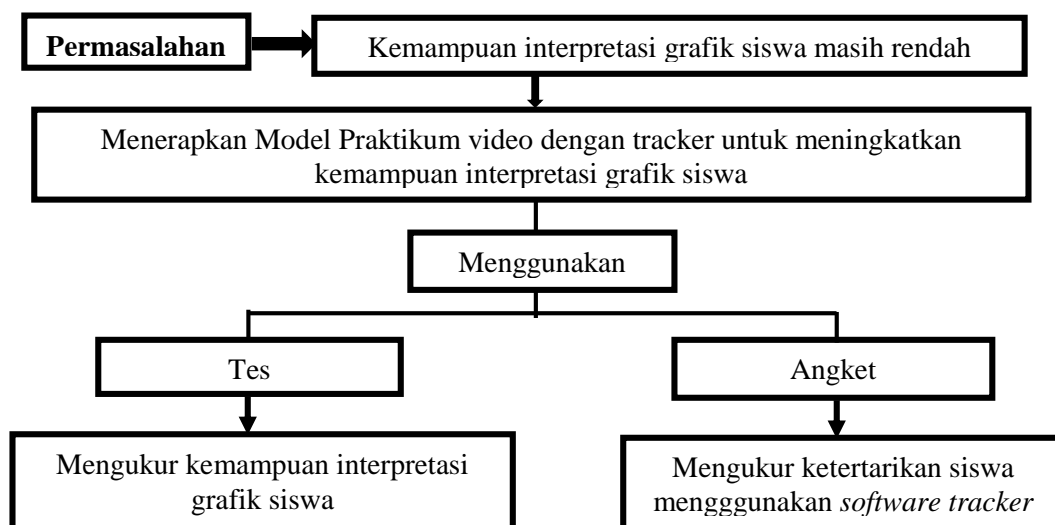 Permasalahan
Kemampuan interpretasi grafik siswa masih rendah
Menerapkan Model Praktikum video dengan tracker untuk meningkatkan
kemampuan interpretasi grafik siswa
Menggunakan
Tes
Angket
Mengukur kemampuan interpretasi
grafik siswa
Mengukur ketertarikan siswa
mengggunakan software tracker